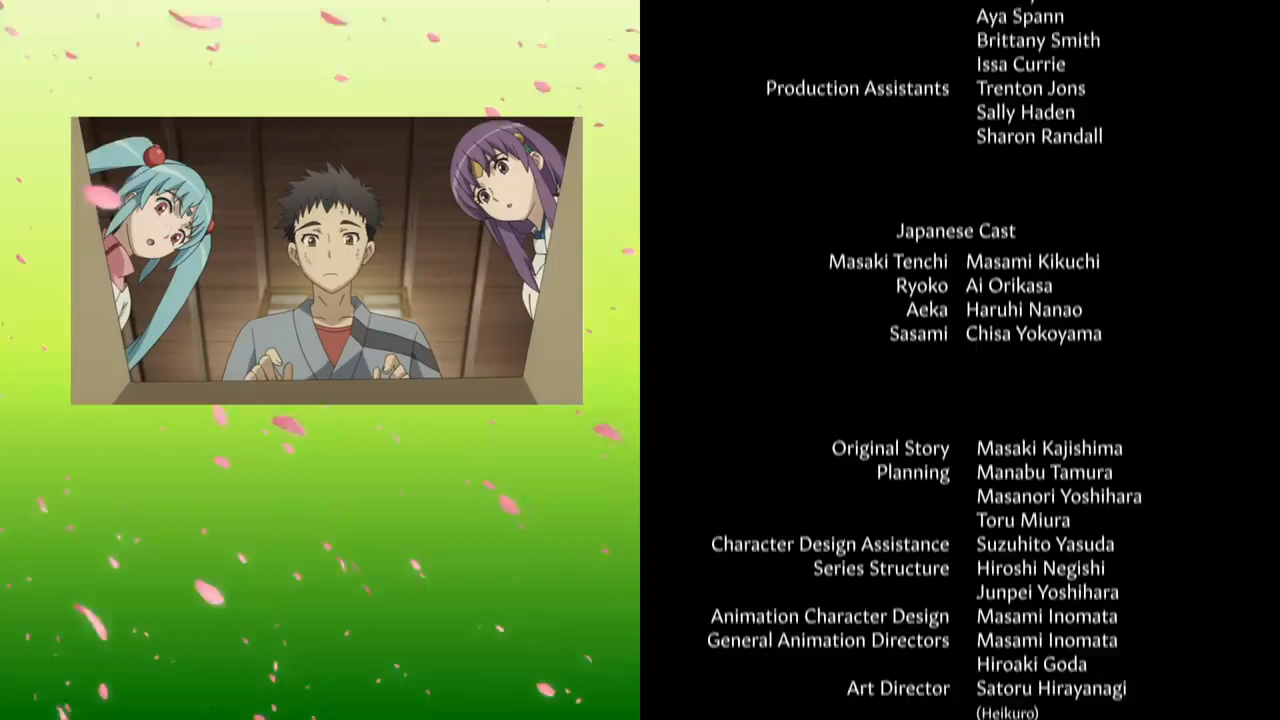 Aya Spann
Brittany Smith
Issa Currie
Production Assistants Trenton Jons
Sally Haden
Sharon Randall
Japanese Cast
Masaki Tenchi Masami Kikuchi
Ryoko Ai Orikasa
Aeka Haruhi Nanao
Sasami Chisa Yokoyama
Original Story Masaki Kajishima
Planning Manabu Tamura
Masanori Yoshihara
Toru Miura
Character Design Assistance Suzuhito Yasuda
Series Structure Hiroshi Negishi
Junpei Yoshihara
Animation Character Design Masami Inomata
General Animation Directors Masami Inomata
Hiroaki Goda
Art Director Satoru Hirayanagi
(Heikuro)